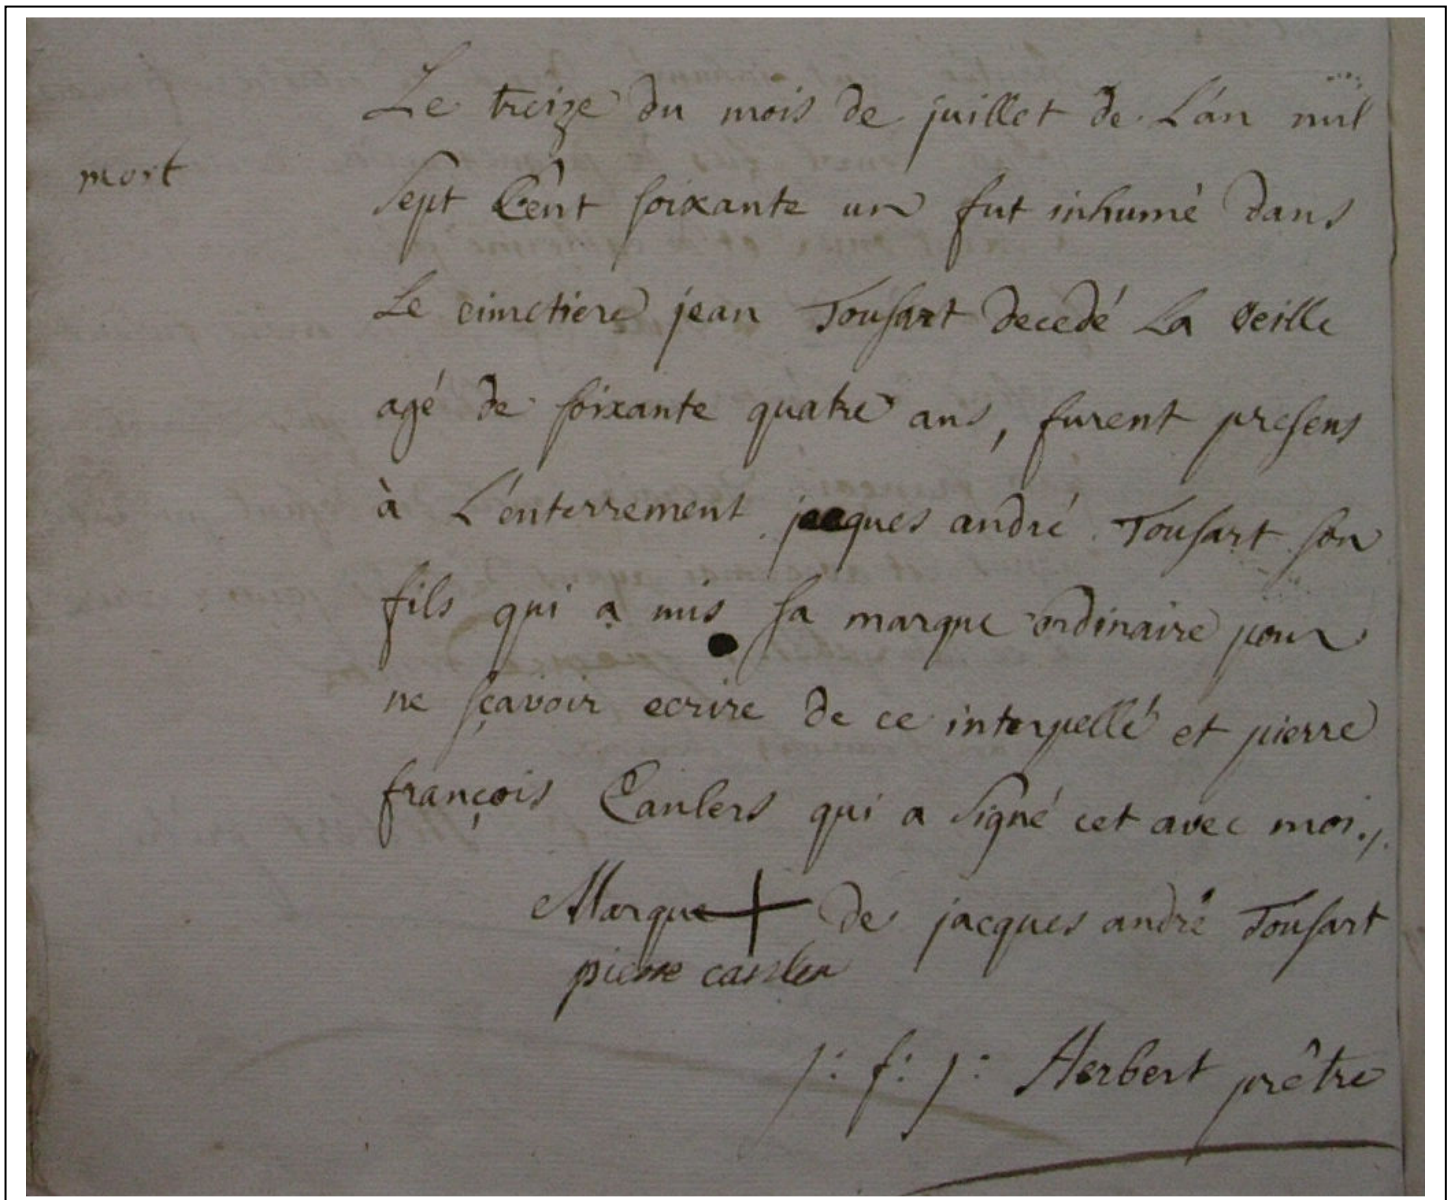 mort
Le treize du mois de juillet de L'an mil
sept Cent soixante un fut inhumé dans
Le cimetiere jean Tousart decedé La veille
agé de soixante quatre ans, furent presens
à L'enterrement jacques andré Tousart son
fils qui a mis sa marque ordinaire pour
ne sçavoir ecrire de ce interpellé et pierre
françois Canlers qui a signé cet avec moi ./.
Marque + de jacques andré Tousart
pierre canler
j: f: j: Herbert prêtre